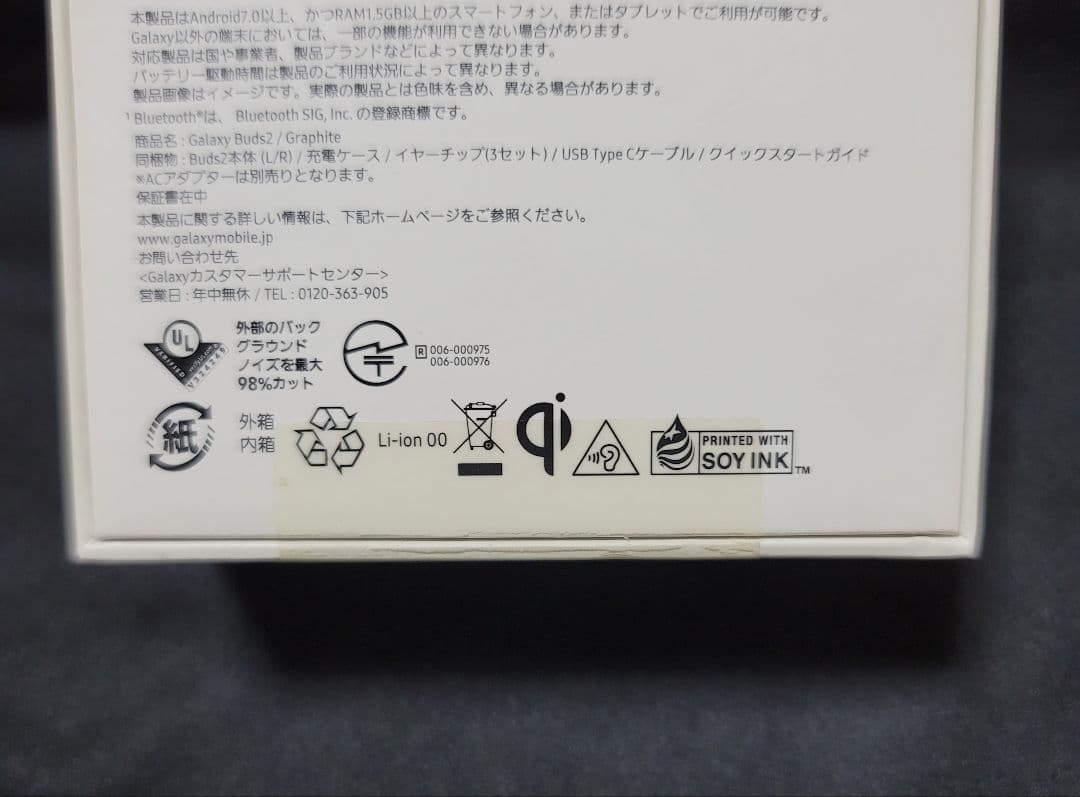 本製品はAndroid7.0以上、かつRAM1.5GB以上のスマートフォン、またはタブレットでご利用が可能です。
Galaxy以外の端末においては、一部の機能が利用できない場合があります。
対応製品は国や事業者、製品ブランドなどによって異なります。
バッテリー駆動時間は製品のご利用状況によって異なります。
製品画像はイメージです。実際の製品とは色味を含め、異なる場合があります。
¹ Bluetooth®は、 Bluetooth SIG, Inc. の登録商標です。
商品名 : Galaxy Buds2 / Graphite
同梱物 : Buds2本体 (L/R) / 充電ケース / イヤーチップ(3セット) / USB Type Cケーブル / クイックスタートガイド
※ACアダプターは別売りとなります。
保証書在中
本製品に関する詳しい情報は、下記ホームページをご参照ください。
www.galaxymobile.jp
お問い合わせ先
<Galaxyカスタマーサポートセンター>
営業日 : 年中無休 / TEL : 0120-363-905
UL
VERIFIED
V324249
外部のバック
グラウンド
ノイズを最大
98%カット
R 006-000975
006-000976
紙
外箱
内箱
Li-ion 00
qi
PRINTED WITH
SOY INK TM